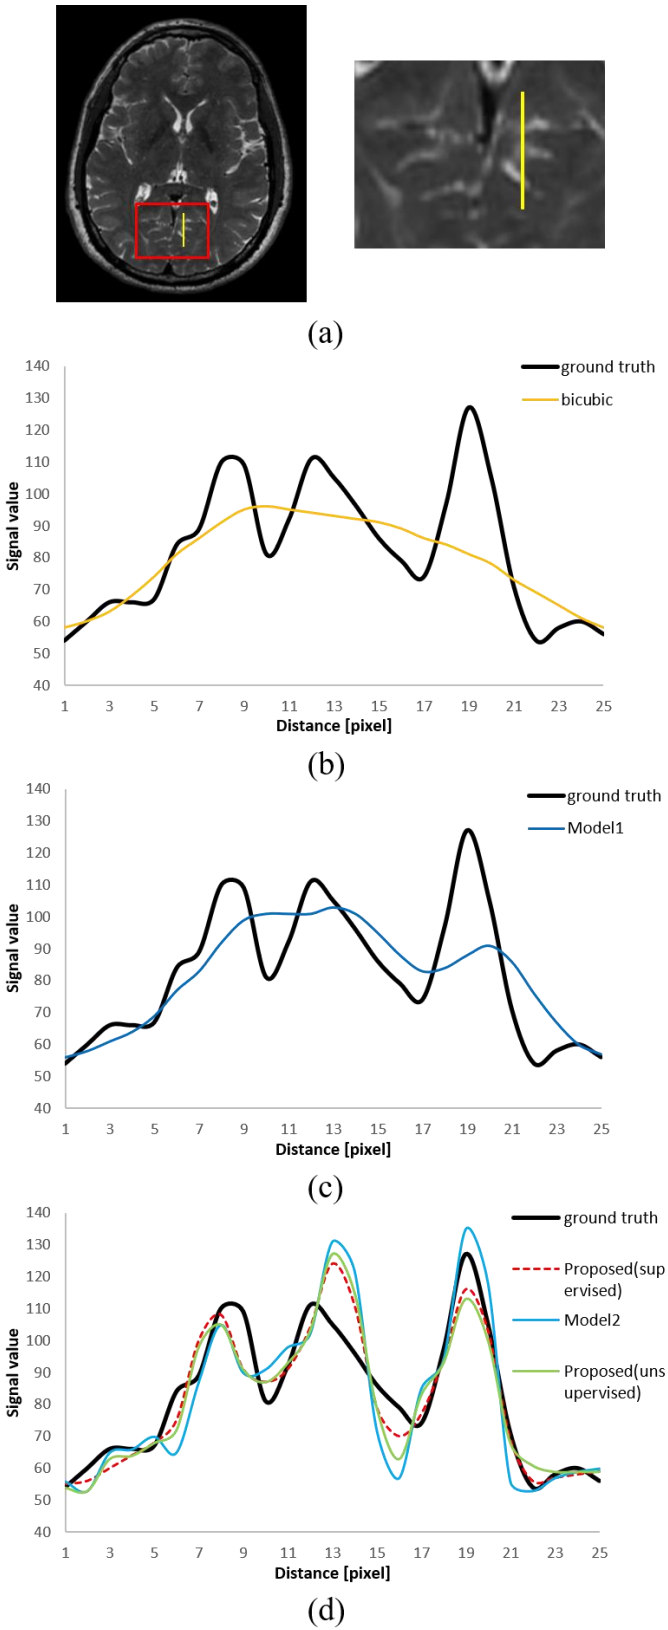 (a)
140
130
120
110
100
90
80
70
60
50
40
Signal value
ground truth
bicubic
1 3 5 7 9 11 13 15 17 19 21 23 25
Distance [pixel]
(b)
140
130
120
110
100
90
80
70
60
50
40
Signal value
ground truth
Model1
1 3 5 7 9 11 13 15 17 19 21 23 25
Distance [pixel]
(c)
140
130
120
110
100
90
80
70
60
50
40
Signal value
ground truth
Proposed(sup
ervised)
Model2
Proposed(uns
upervised)
1 3 5 7 9 11 13 15 17 19 21 23 25
Distance [pixel]
(d)